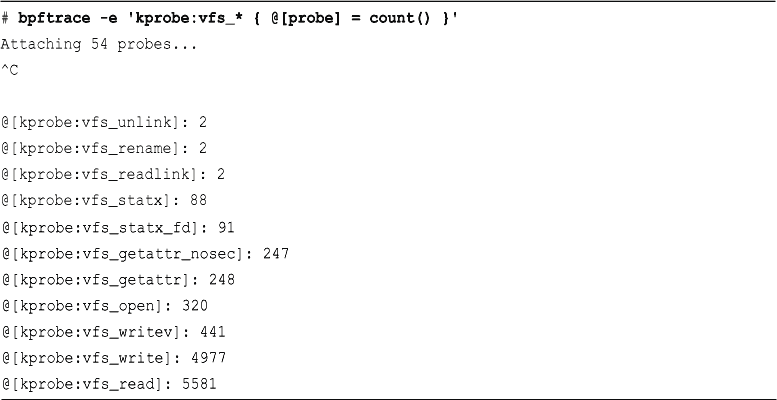 # bpftrace -e 'kprobe:vfs_* { @[probe] = count() }'
Attaching 54 probes...
^C
@[kprobe:vfs_unlink]: 2
@[kprobe:vfs_rename]: 2
@[kprobe:vfs_readlink]: 2
@[kprobe:vfs_statx]: 88
@[kprobe:vfs_statx_fd]: 91
@[kprobe:vfs_getattr_nosec]: 247
@[kprobe:vfs_getattr]: 248
@[kprobe:vfs_open]: 320
@[kprobe:vfs_writev]: 441
@[kprobe:vfs_write]: 4977
@[kprobe:vfs_read]: 5581